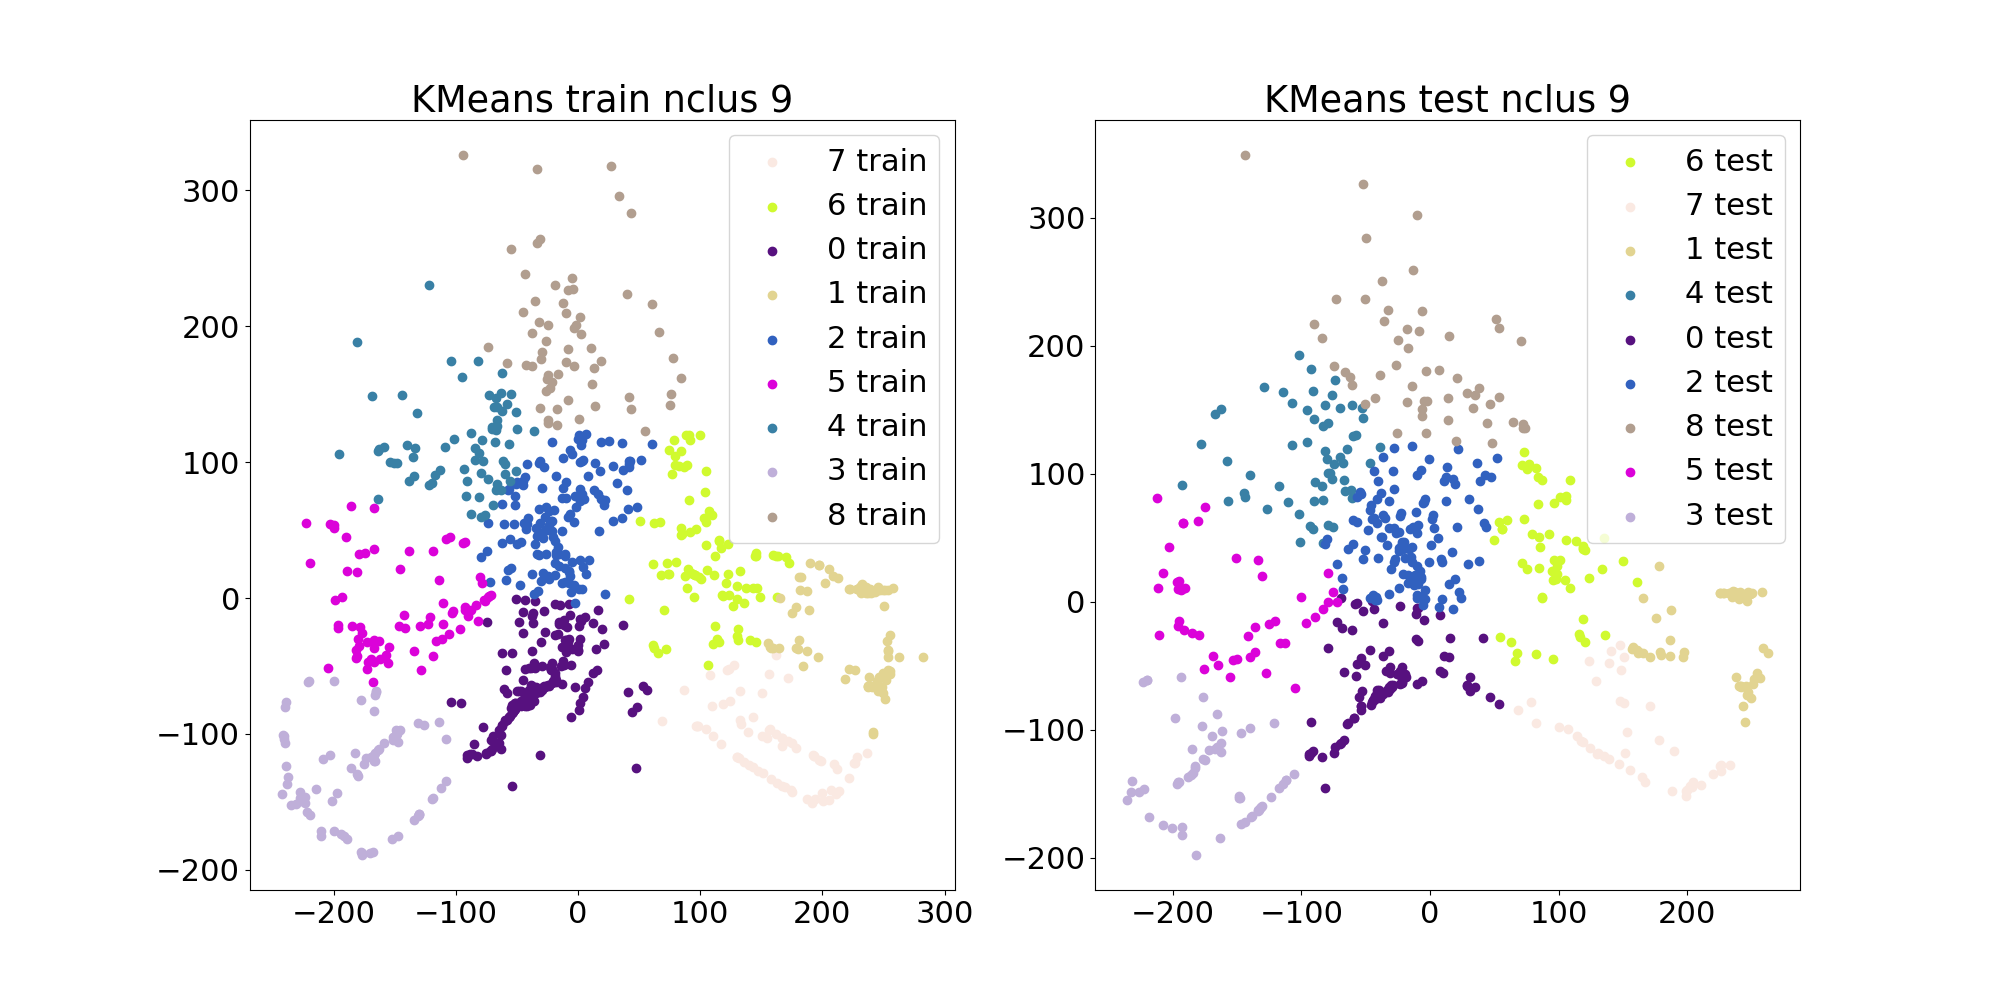 KMeans train nclus 9
300
200
100
0
−100
−200
−200
−100
0
100
200
300
7 train
6 train
0 train
1 train
2 train
5 train
4 train
3 train
8 train
KMeans test nclus 9
300
200
100
0
−100
−200
−200
−100
0
100
200
6 test
7 test
1 test
4 test
0 test
2 test
8 test
5 test
3 test